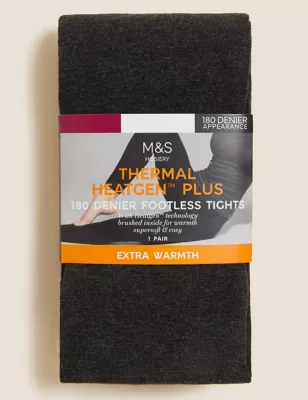 180 DENIER
APPEARANCE
M&S
HOSIERY
THERMAL
HEATGEN™ PLUS
180 DENIER FOOTLESS TIGHTS
With Heatgen™ technology
brushed inside for warmth
supersoft & cosy
1 PAIR
EXTRA WARMTH